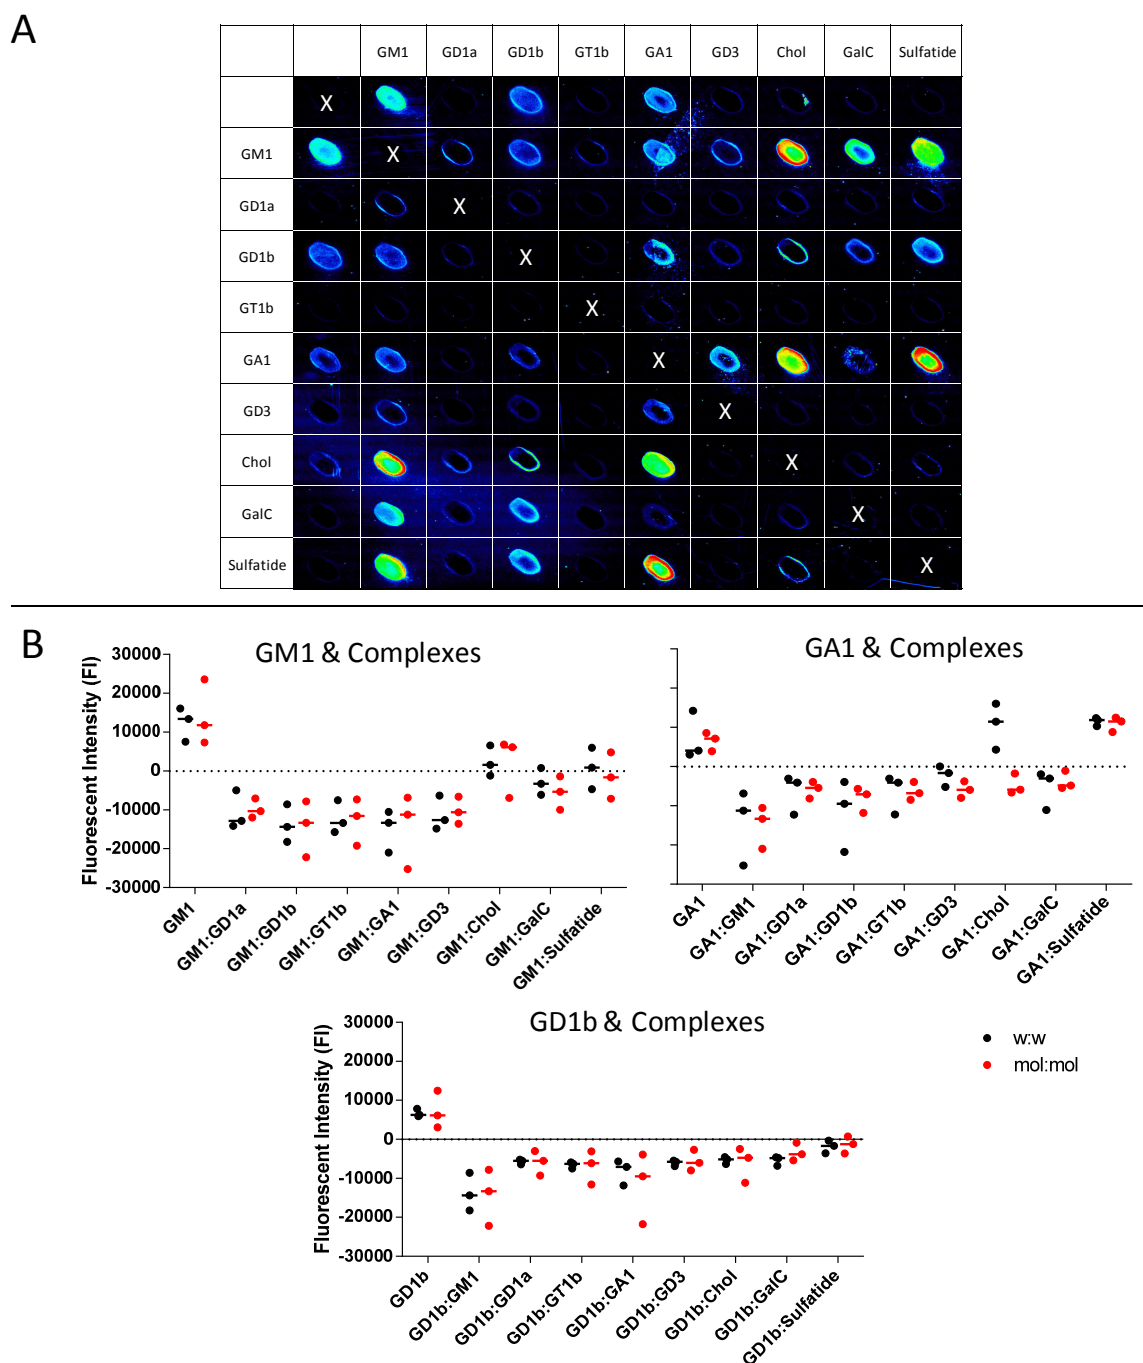 A
GM1 GD1a GD1b GT1b GA1 GD3 Chol GalC Sulfatide
X
GM1 X
GD1a X
GD1b X
GT1b X
GA1 X
GD3 X
Chol X
GalC X
Sulfatide X
B
GM1 & Complexes
Fluorescent Intensity (FI)
30000
20000
10000
0
-10000
-20000
-30000
GM1
GM1:GD1a
GM1:GD1b
GM1:GT1b
GM1:GA1
GM1:GD3
GM1:Chol
GM1:GalC
GM1:Sulfatide
GA1 & Complexes
GA1
GA1:GM1
GA1:GD1a
GA1:GD1b
GA1:GT1b
GA1:GD3
GA1:Chol
GA1:GalC
GA1:Sulfatide
GD1b & Complexes
Fluorescent Intensity (FI)
30000
20000
10000
0
-10000
-20000
-30000
GD1b
GD1b:GM1
GD1b:GD1a
GD1b:GT1b
GD1b:GA1
GD1b:GD3
GD1b:Chol
GD1b:GalC
GD1b:Sulfatide
w:w
mol:mol